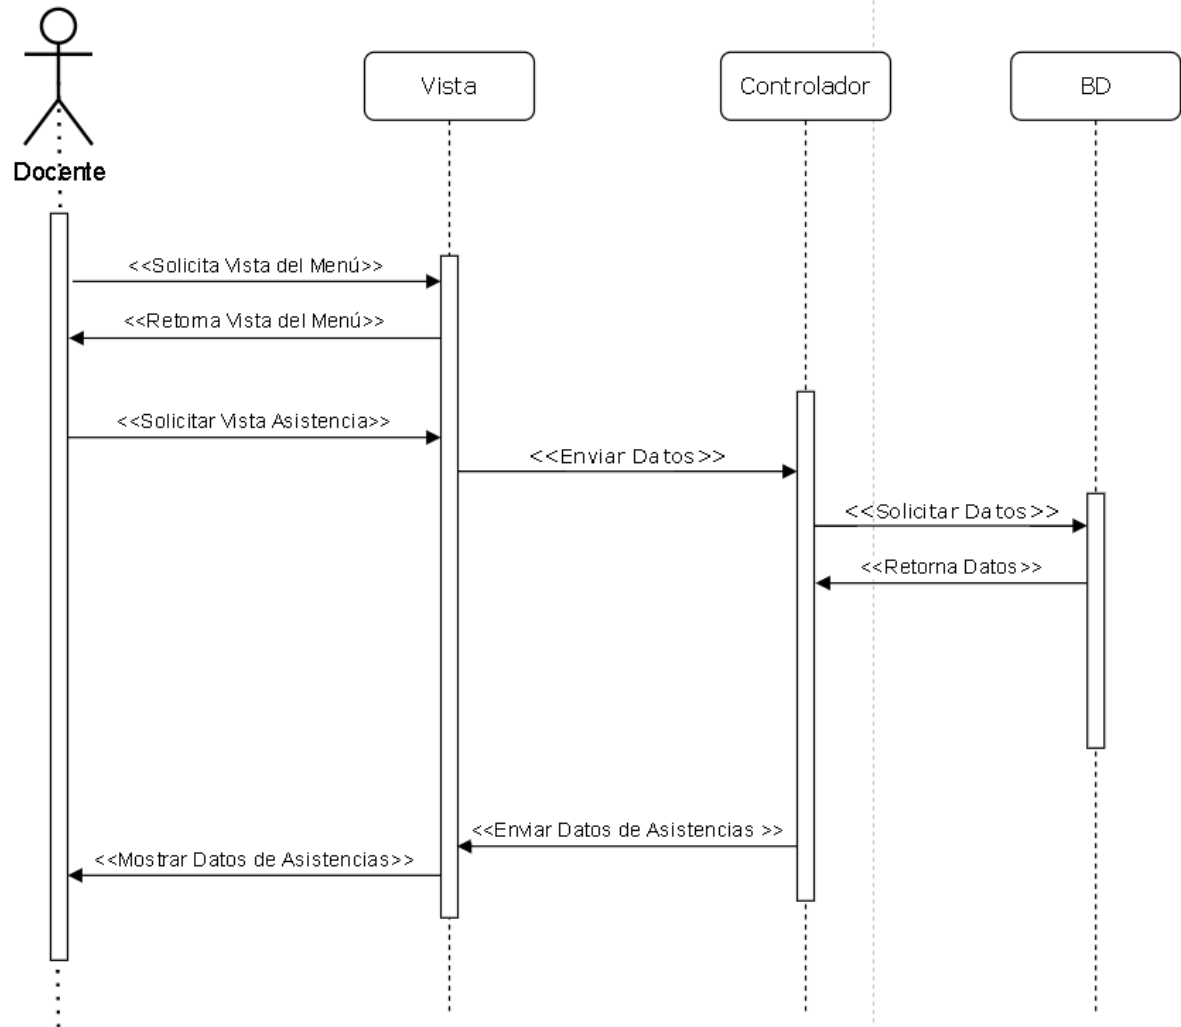 Docente
Vista
Controlador
BD
<<Solicita Vista del Menú>>
<<Retorna Vista del Menú>>
<<Solicitar Vista Asistencia>>
<<Enviar Datos>>
<<Solicitar Datos>>
<<Retorna Datos>>
<<Enviar Datos de Asistencias >>
<<Mostrar Datos de Asistencias>>